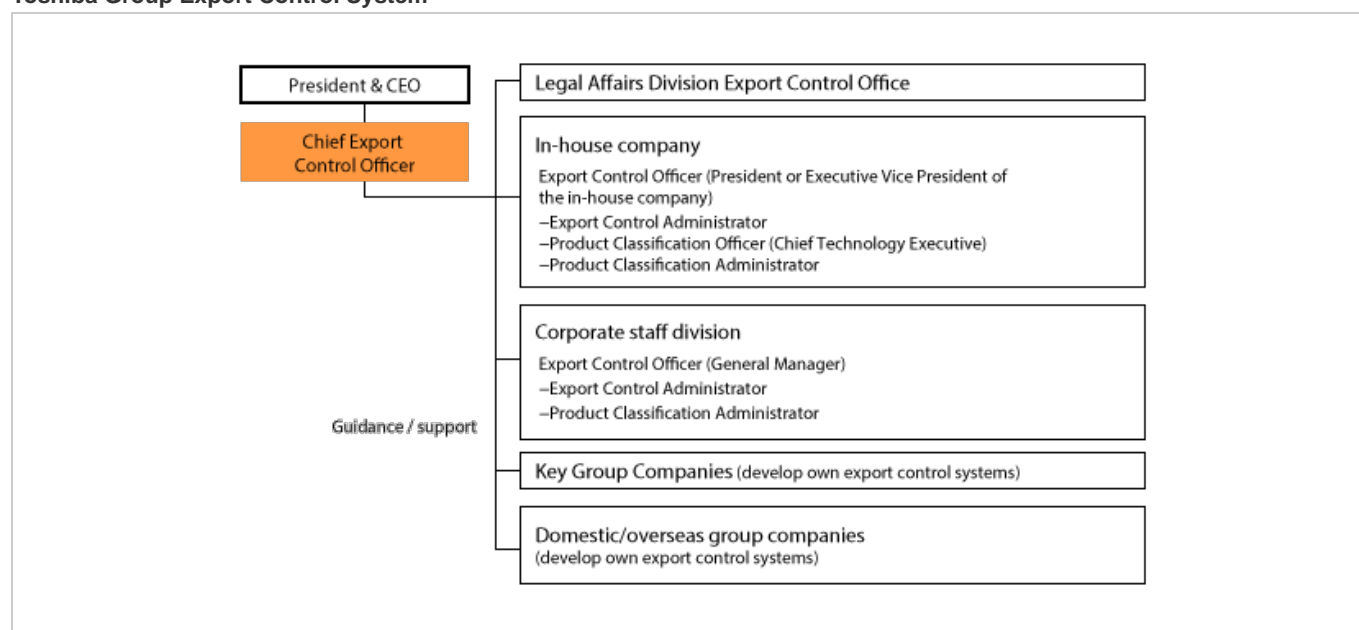 Toshiba Group Export Control System
President & CEO
Chief Export
Control Officer
Guidance / support
Legal Affairs Division Export Control Office
In-house company
Export Control Officer (President or Executive Vice President of
the in-house company)
–Export Control Administrator
–Product Classification Officer (Chief Technology Executive)
–Product Classification Administrator
Corporate staff division
Export Control Officer (General Manager)
–Export Control Administrator
–Product Classification Administrator
Key Group Companies (develop own export control systems)
Domestic/overseas group companies
(develop own export control systems)